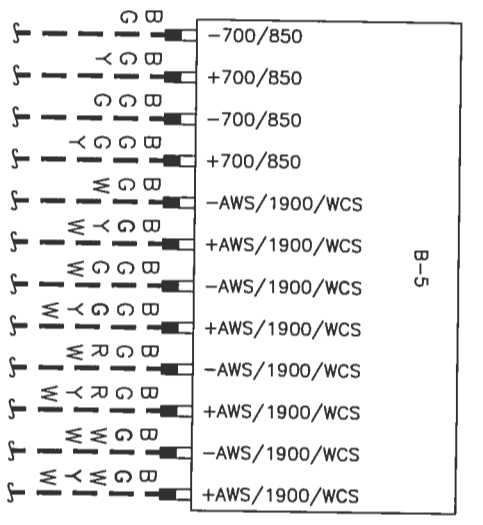 B G
-700/850
B G Y
+700/850
B G G
-700/850
B G G Y
+700/850
B G W
-AWS/1900/WCS
B G Y W
+AWS/1900/WCS
B G G W
-AWS/1900/WCS
B G G Y W
+AWS/1900/WCS
B G R W
-AWS/1900/WCS
B G R Y W
+AWS/1900/WCS
B G W W
-AWS/1900/WCS
B G W Y W
+AWS/1900/WCS
B-5